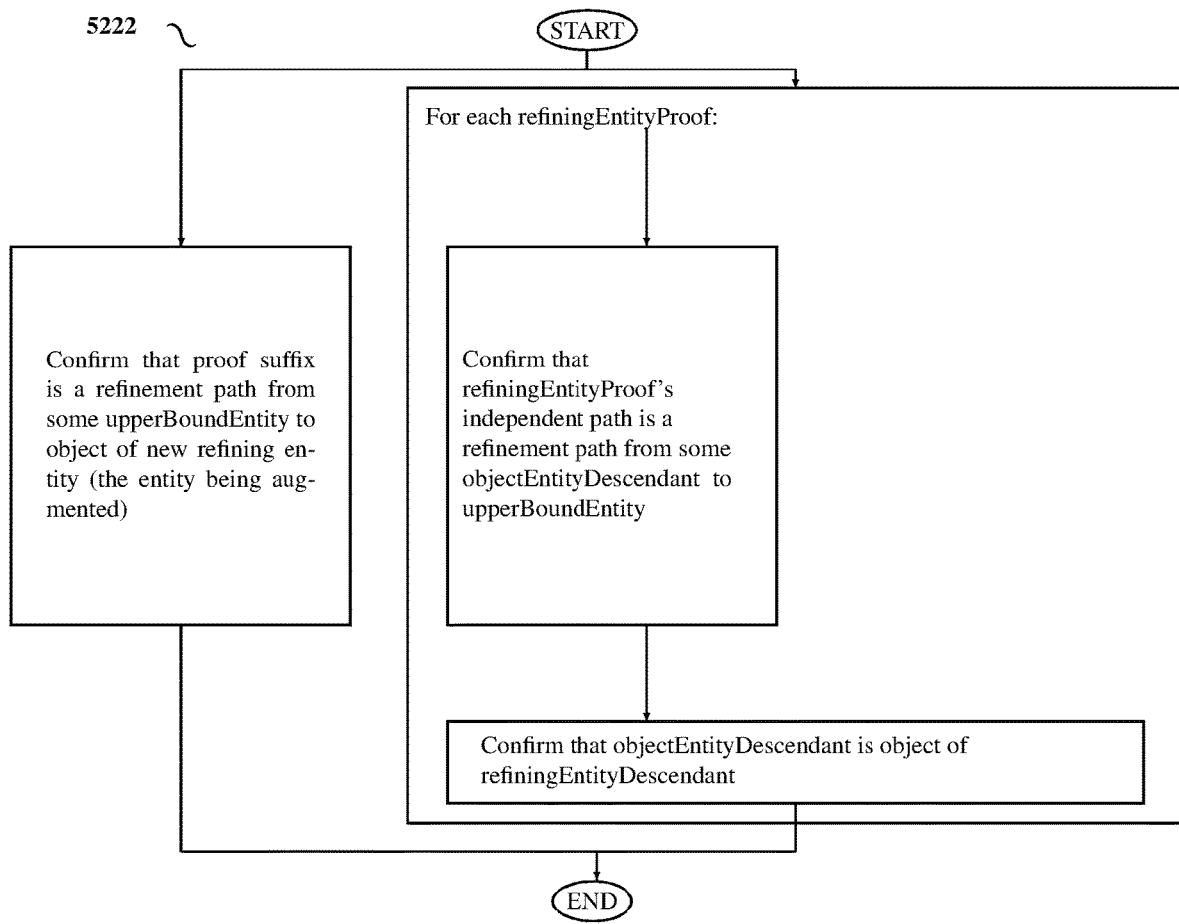 5222
START
For each refiningEntityProof:
Confirm that proof suffix
is a refinement path from
some upperBoundEntity to
object of new refining en-
tity (the entity being aug-
mented)
Confirm that
refiningEntityProof's
independent path is a
refinement path from some
objectEntityDescendant to
upperBoundEntity
Confirm that objectEntityDescendant is object of
refiningEntityDescendant
END